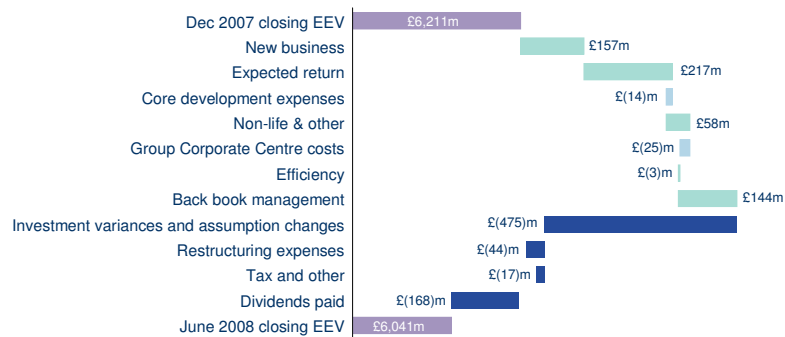 Dec 2007 closing EEV £6,211m
New business £157m
Expected return £217m
Core development expenses £(14)m
Non-life & other £58m
Group Corporate Centre costs £(25)m
Efficiency £(3)m
Back book management £144m
Investment variances and assumption changes £(475)m
Restructuring expenses £(44)m
Tax and other £(17)m
Dividends paid £(168)m
June 2008 closing EEV £6,041m